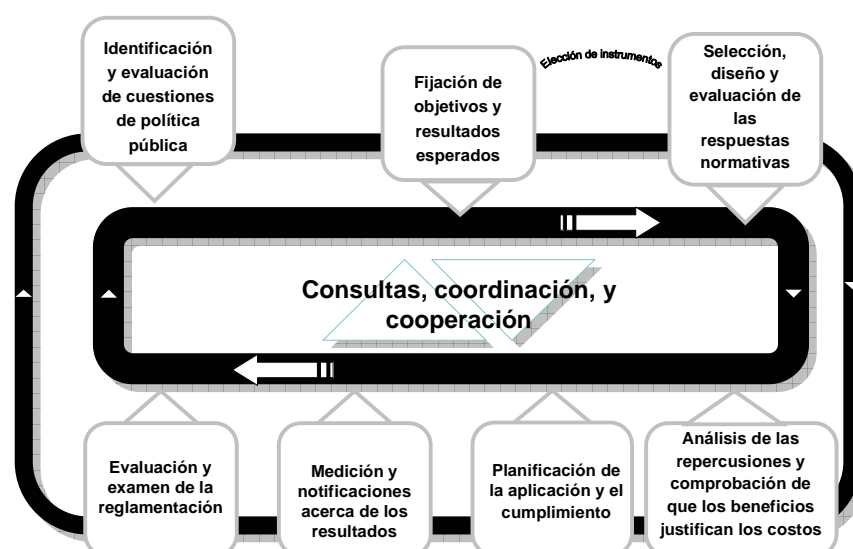 Identificación
y evaluación
de cuestiones
de política
pública
Fijación de
objetivos y
resultados
esperados
Elección de instrumentos
Selección,
diseño y
evaluación de
las
respuestas
normativas
Consultas, coordinación, y
cooperación
Evaluación y
examen de la
reglamentación
Medición y
notificaciones
acerca de los
resultados
Planificación de
la aplicación y el
cumplimiento
Análisis de las
repercusiones y
comprobación de
que los beneficios
justifican los costos